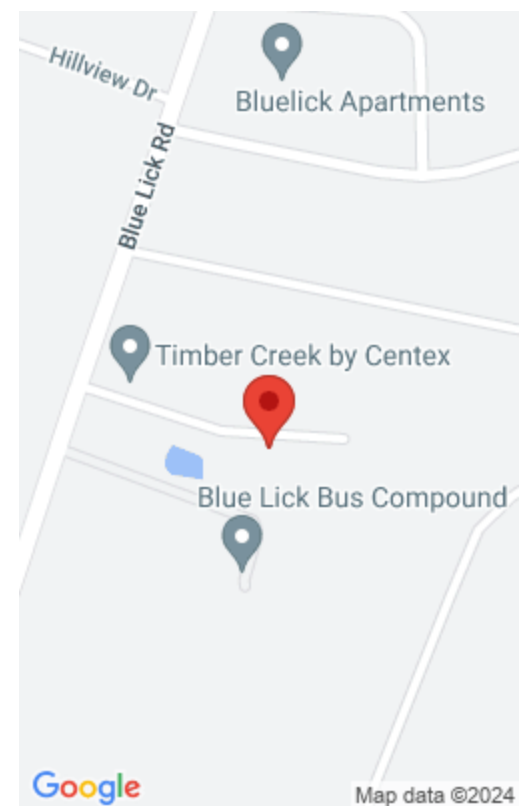 Hillview Dr
Bluelick Apartments
Blue Lick Rd
Timber Creek by Centex
Blue Lick Bus Compound
Google
Map data ©2024